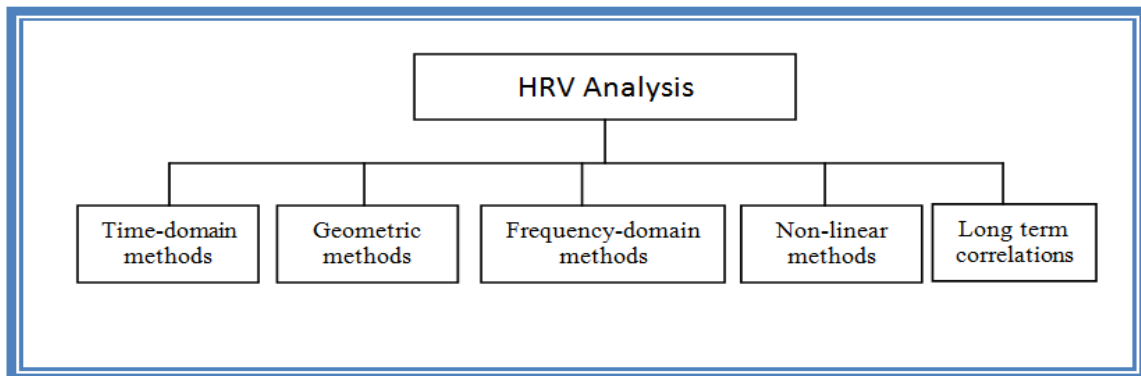 HRV Analysis
Time-domain
methods
Geometric
methods
Frequency-domain
methods
Non-linear
methods
Long term
correlations